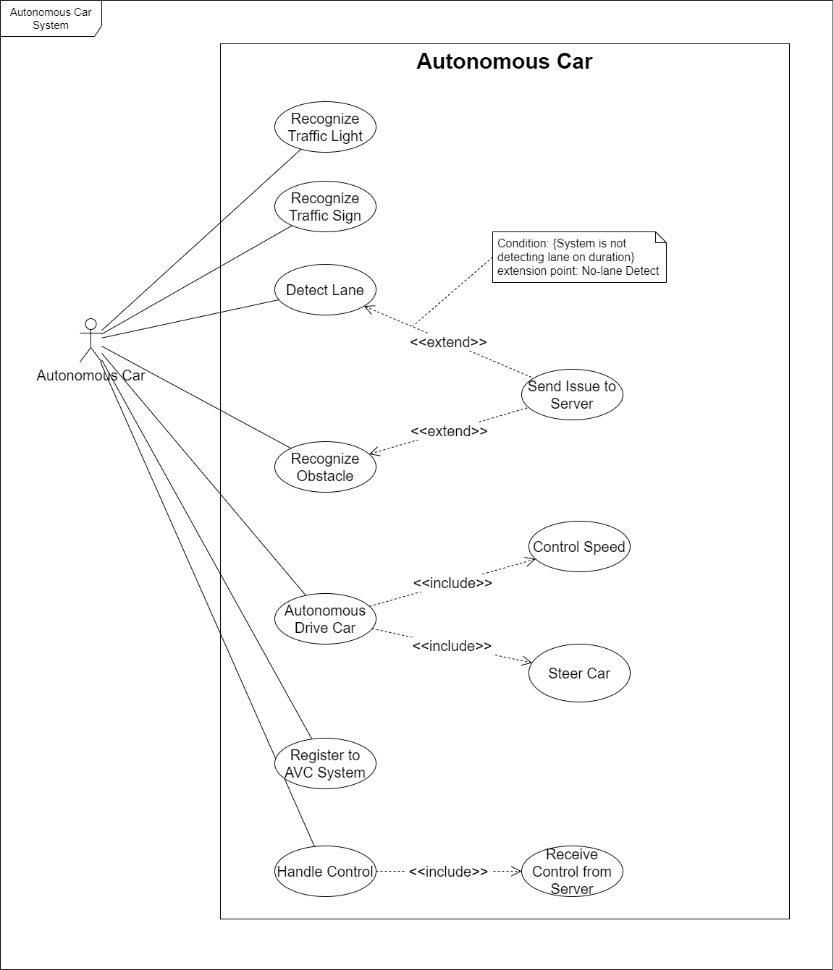 Autonomous Car
System
Autonomous Car
Recognize
Traffic Light
Recognize
Traffic Sign
Condition: {System is not
detecting lane on duration}
extension point: No-lane Detect
Detect Lane
<<extend>>
Autonomous Car
Send Issue to
Server
<<extend>>
Recognize
Obstacle
Control Speed
<<include>>
Autonomous
Drive Car
<<include>>
Steer Car
Register to
AVC System
Handle Control
<<include>>
Receive
Control from
Server